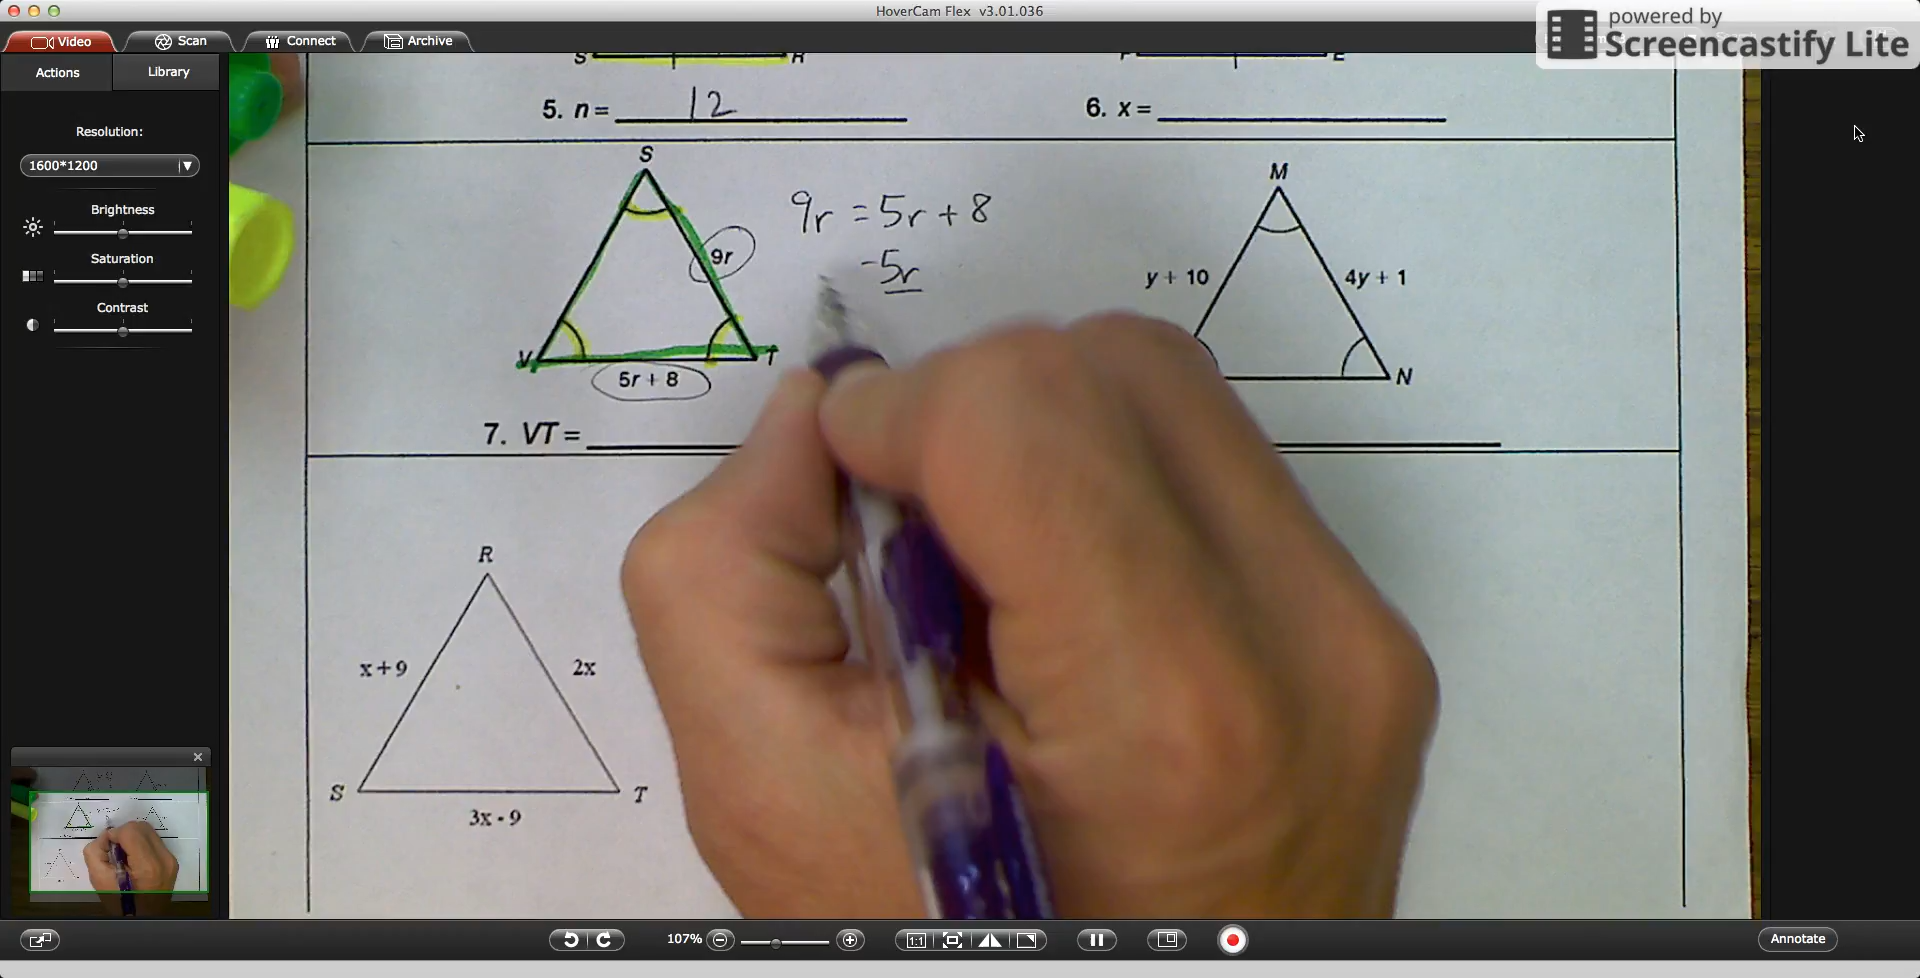 HoverCam Flex v3.01.036
powered by
Screencastify Lite
Video
Scan
Connect
Archive
Actions
Library
Resolution:
1600*1200
Brightness
Saturation
Contrast
5. n = 12
6. x =
S
9r
V
T
5r + 8
9r = 5r + 8
-5r
M
y + 10
4y + 1
N
7. VT =
R
x + 9
2x
S
T
3x - 9
107%
1:1
Annotate